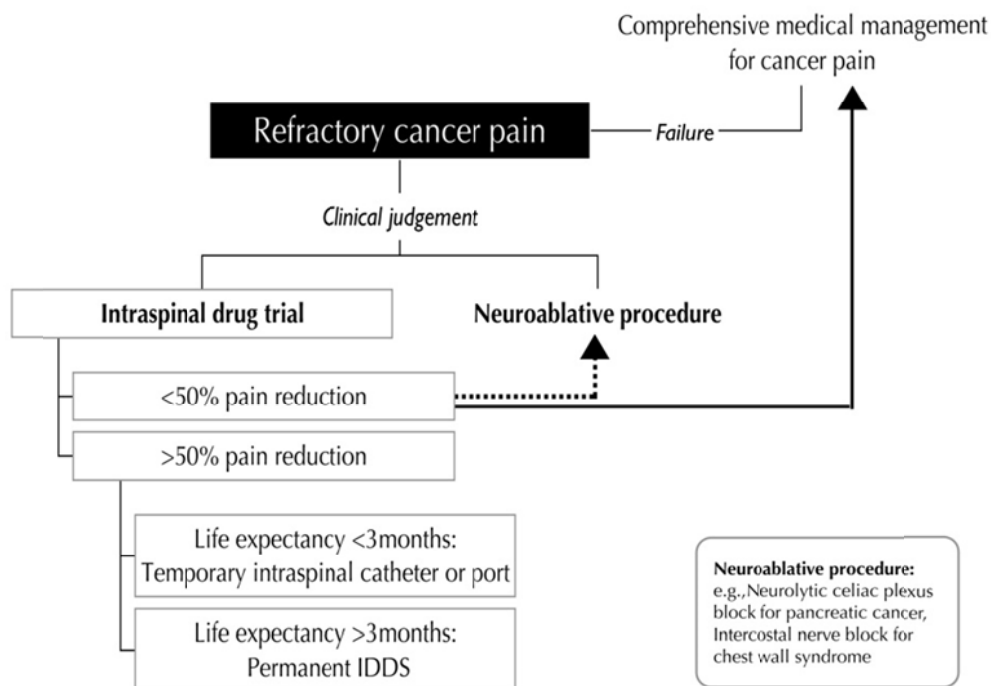 Comprehensive medical management
for cancer pain
Refractory cancer pain
Failure
Clinical judgement
Intraspinal drug trial
Neuroablative procedure
<50% pain reduction
>50% pain reduction
Life expectancy <3months:
Temporary intraspinal catheter or port
Life expectancy >3months:
Permanent IDDS
Neuroablative procedure:
e.g.,Neurolytic celiac plexus
block for pancreatic cancer,
Intercostal nerve block for
chest wall syndrome